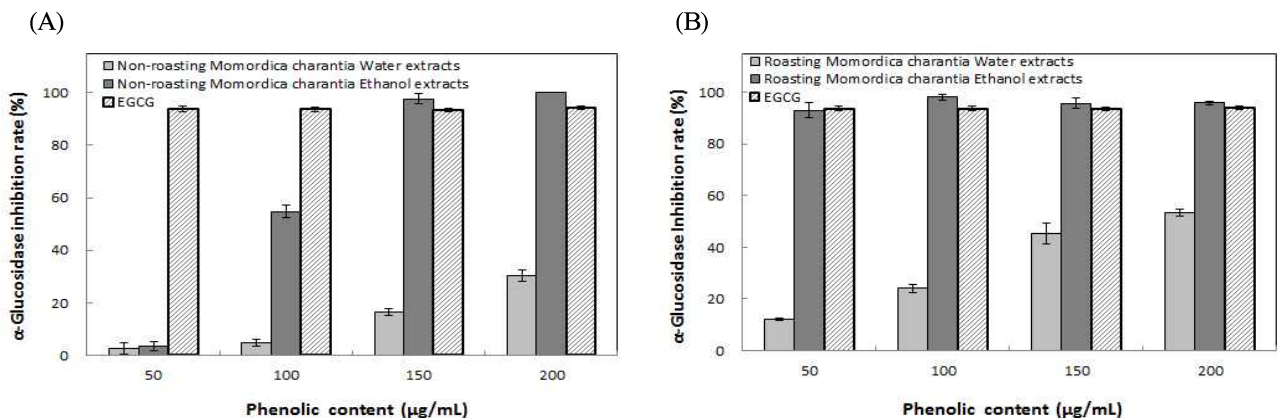 (A)
Non-roasting Momordica charantia Water extracts
Non-roasting Momordica charantia Ethanol extracts
EGCG
α-Glucosidase inhibition rate (%)
100
80
60
40
20
0
50 100 150 200
Phenolic content (µg/mL)
(B)
Roasting Momordica charantia Water extracts
Roasting Momordica charantia Ethanol extracts
EGCG
α-Glucosidase Inhibition rate (%)
100
80
60
40
20
0
50 100 150 200
Phenolic content (µg/mL)